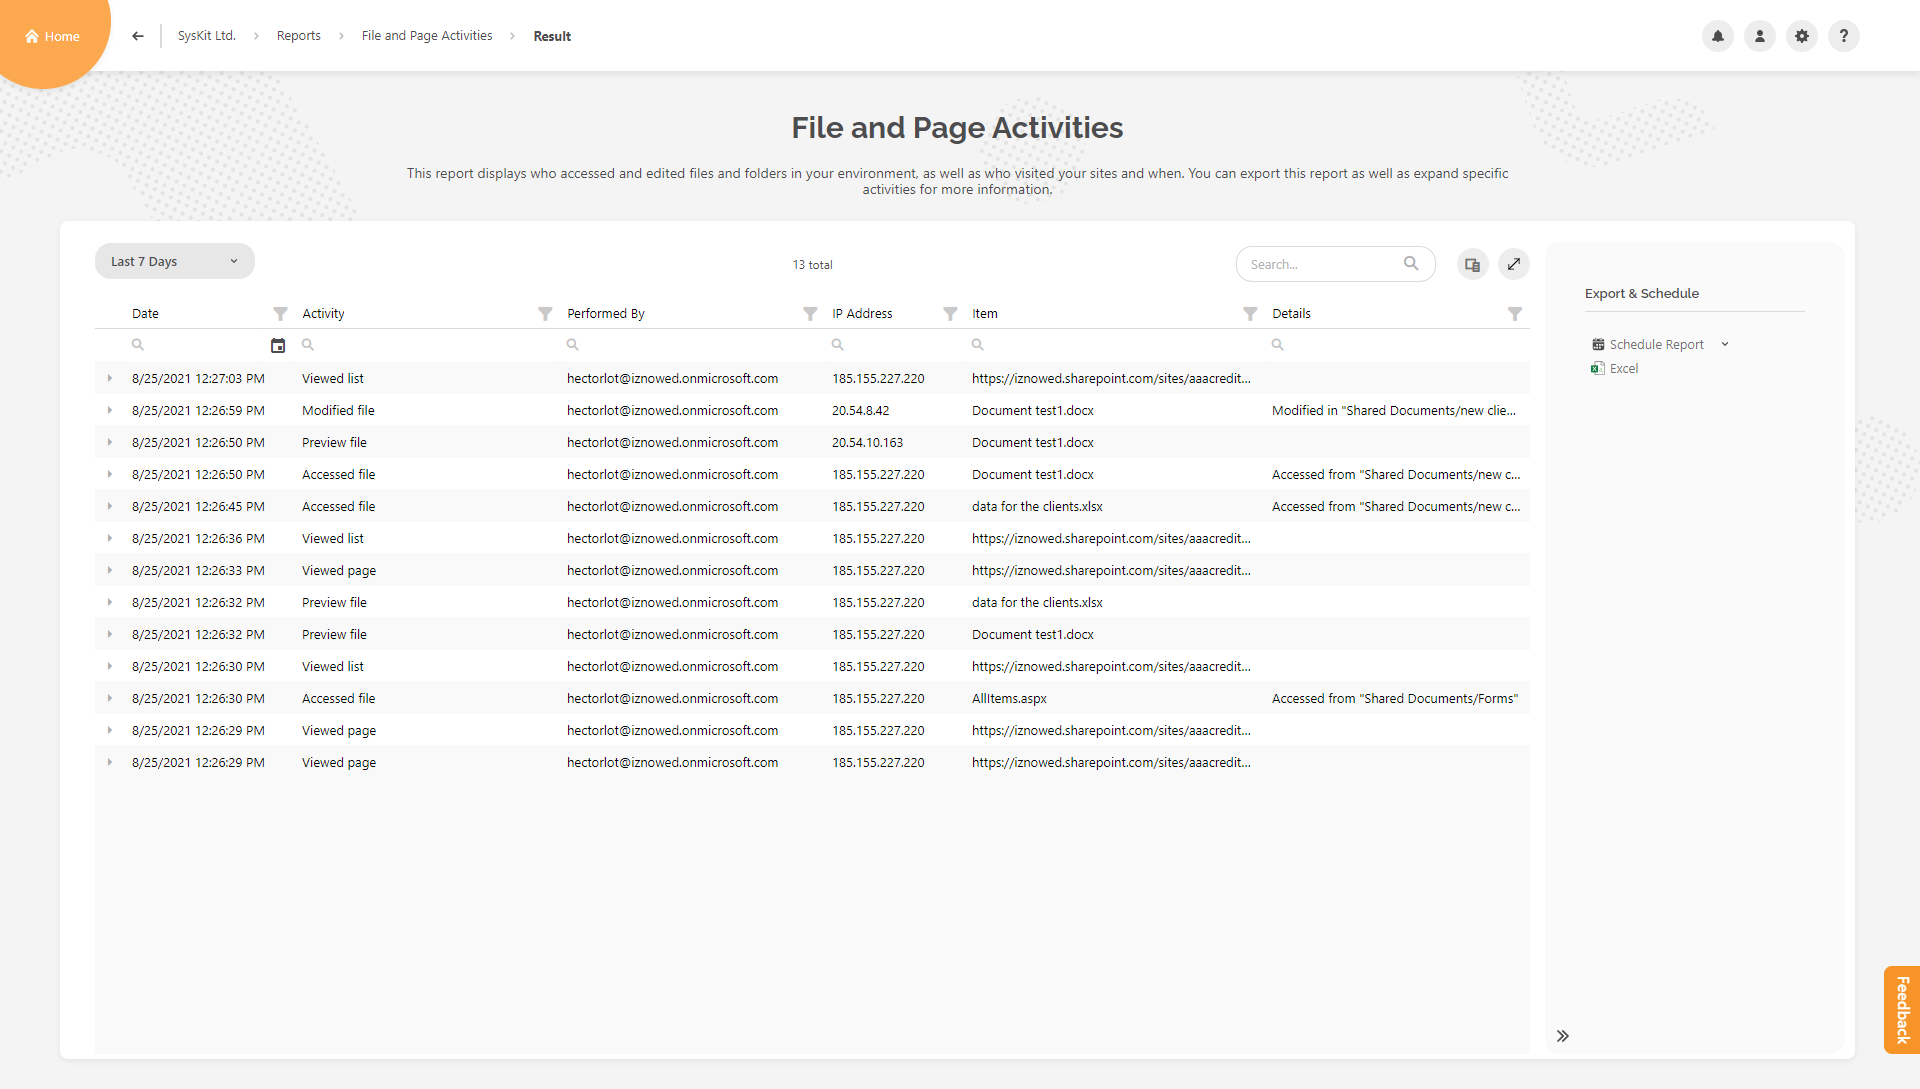 Home
SysKit Ltd. > Reports > File and Page Activities > Result
?
File and Page Activities
This report displays who accessed and edited files and folders in your environment, as well as who visited your sites and when. You can export this report as well as expand specific
activities for more information.
Last 7 Days
13 total
Search...
Export & Schedule
Schedule Report
Excel
Date Activity Performed By IP Address Item Details
8/25/2021 12:27:03 PM Viewed list hectorlot@iznowed.onmicrosoft.com 185.155.227.220 https://iznowed.sharepoint.com/sites/aaacredit...
8/25/2021 12:26:59 PM Modified file hectorlot@iznowed.onmicrosoft.com 20.54.8.42 Document test1.docx Modified in "Shared Documents/new clie...
8/25/2021 12:26:50 PM Preview file hectorlot@iznowed.onmicrosoft.com 20.54.10.163 Document test1.docx
8/25/2021 12:26:50 PM Accessed file hectorlot@iznowed.onmicrosoft.com 185.155.227.220 Document test1.docx Accessed from "Shared Documents/new c...
8/25/2021 12:26:45 PM Accessed file hectorlot@iznowed.onmicrosoft.com 185.155.227.220 data for the clients.xlsx Accessed from "Shared Documents/new c...
8/25/2021 12:26:36 PM Viewed list hectorlot@iznowed.onmicrosoft.com 185.155.227.220 https://iznowed.sharepoint.com/sites/aaacredit...
8/25/2021 12:26:33 PM Viewed page hectorlot@iznowed.onmicrosoft.com 185.155.227.220 https://iznowed.sharepoint.com/sites/aaacredit...
8/25/2021 12:26:32 PM Preview file hectorlot@iznowed.onmicrosoft.com 185.155.227.220 data for the clients.xlsx
8/25/2021 12:26:32 PM Preview file hectorlot@iznowed.onmicrosoft.com 185.155.227.220 Document test1.docx
8/25/2021 12:26:30 PM Viewed list hectorlot@iznowed.onmicrosoft.com 185.155.227.220 https://iznowed.sharepoint.com/sites/aaacredit...
8/25/2021 12:26:30 PM Accessed file hectorlot@iznowed.onmicrosoft.com 185.155.227.220 AllItems.aspx Accessed from "Shared Documents/Forms"
8/25/2021 12:26:29 PM Viewed page hectorlot@iznowed.onmicrosoft.com 185.155.227.220 https://iznowed.sharepoint.com/sites/aaacredit...
8/25/2021 12:26:29 PM Viewed page hectorlot@iznowed.onmicrosoft.com 185.155.227.220 https://iznowed.sharepoint.com/sites/aaacredit...
Feedback